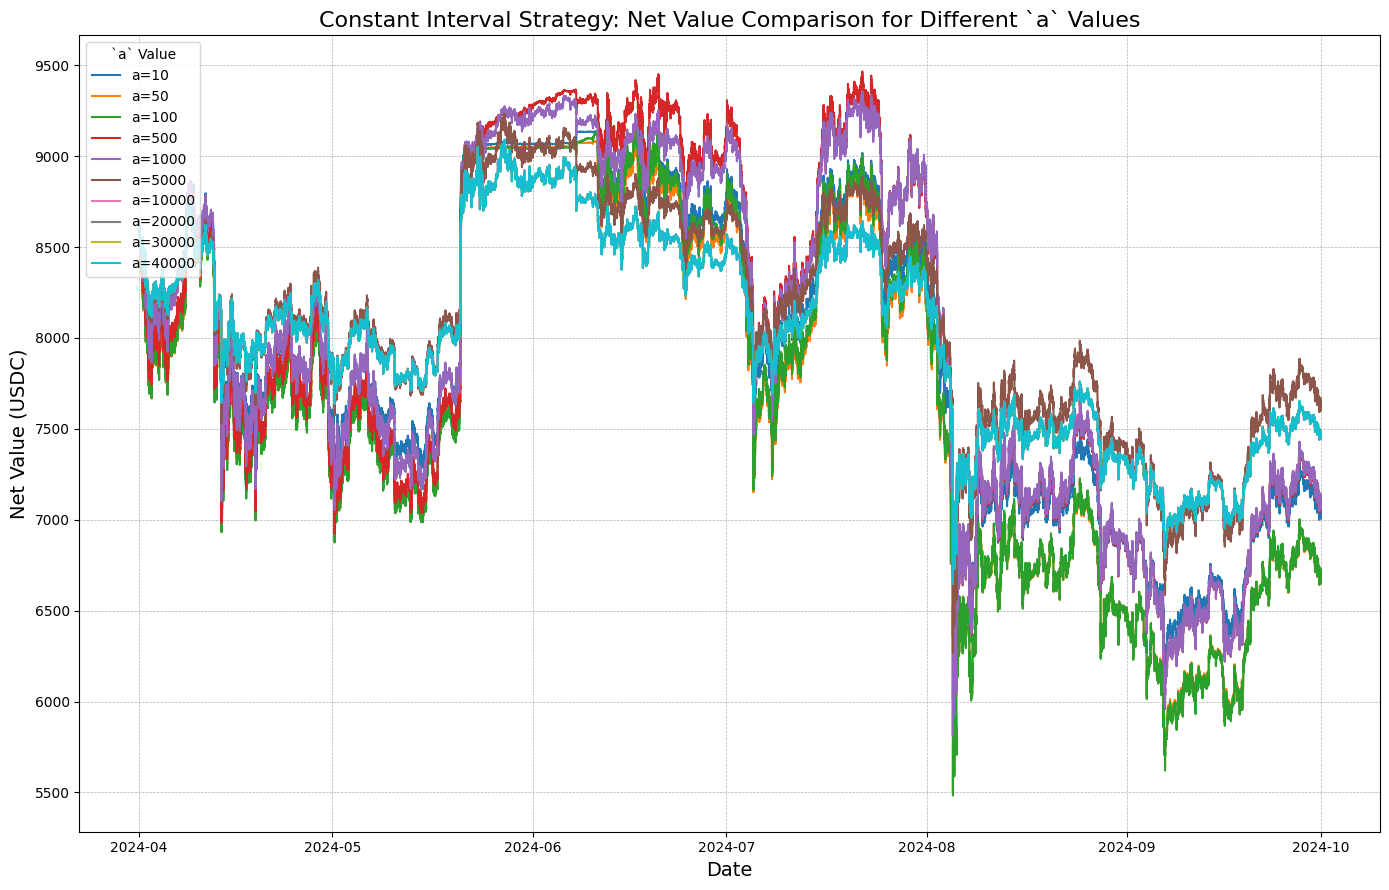 Constant Interval Strategy: Net Value Comparison for Different `a` Values
`a` Value
a=10
a=50
a=100
a=500
a=1000
a=5000
a=10000
a=20000
a=30000
a=40000
Net Value (USDC)
9500
9000
8500
8000
7500
7000
6500
6000
5500
2024-04
2024-05
2024-06
2024-07
2024-08
2024-09
2024-10
Date